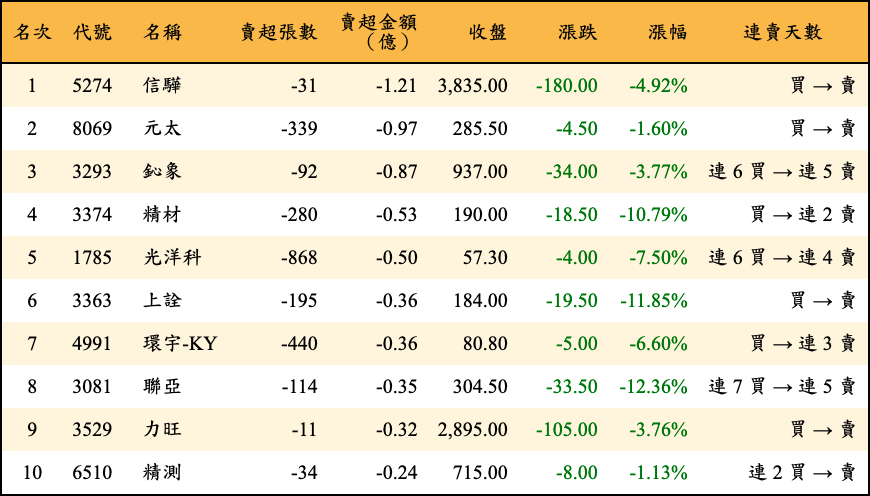 名次 代號 名稱 賣超張數 賣超金額（億） 收盤 漲跌 漲幅 連賣天數
1 5274 信驊 -31 -1.21 3,835.00 -180.00 -4.92% 買 → 賣
2 8069 元太 -339 -0.97 285.50 -4.50 -1.60% 買 → 賣
3 3293 鈊象 -92 -0.87 937.00 -34.00 -3.77% 連 6 買 → 連 5 賣
4 3374 精材 -280 -0.53 190.00 -18.50 -10.79% 買 → 連 2 賣
5 1785 光洋科 -868 -0.50 57.30 -4.00 -7.50% 連 6 買 → 連 4 賣
6 3363 上詮 -195 -0.36 184.00 -19.50 -11.85% 買 → 賣
7 4991 環宇-KY -440 -0.36 80.80 -5.00 -6.60% 買 → 連 3 賣
8 3081 聯亞 -114 -0.35 304.50 -33.50 -12.36% 連 7 買 → 連 5 賣
9 3529 力旺 -11 -0.32 2,895.00 -105.00 -3.76% 買 → 賣
10 6510 精測 -34 -0.24 715.00 -8.00 -1.13% 連 2 買 → 賣